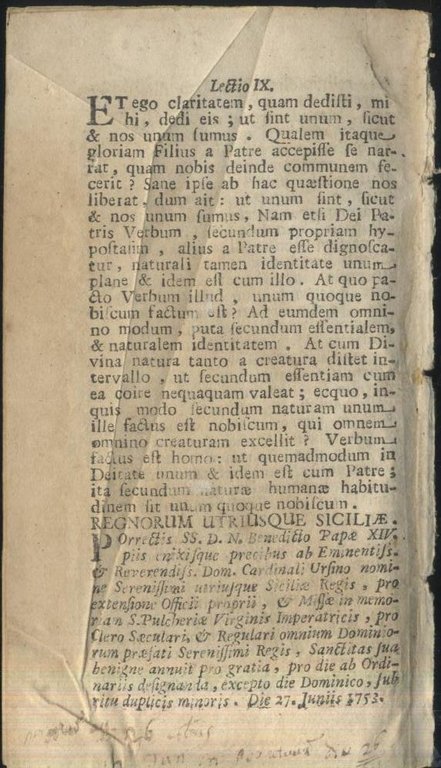 Lectio IX.
ET ego claritatem, quam dediſti, mi
hi, dedi eis; ut ſint unum, ſicut
& nos unum ſumus. Qualem itaque
gloriam Filius a Patre accepiſſe ſe nar-
rat, quam nobis deinde communem fe-
cerit? Sane ipſe ab hac quæſtione nos
liberat, dum ait: ut unum ſint, ſicut
& nos unum ſumus, Nam etſi Dei Pa-
tris Verbum, ſecundum propriam hy-
poſtaſim, alius a Patre eſſe dignoſca-
tur, naturali tamen identitate unum
plane & idem eſt cum illo. At quo pa-
cto Verbum illud, unum quoque no-
biſcum factum eſt? Ad eumdem omni-
no modum, puta ſecundum eſſentialem,
& naturalem identitatem. At cum Di-
vina natura tanto a creatura diſtet in-
tervallo, ut ſecundum eſſentiam cum
ea coire nequaquam valeat; ecquo, in-
quis modo ſecundum naturam unum
ille factus eſt nobiſcum, qui omnem
omnino creaturam excellit? Verbum
factus eſt homo: ut quemadmodum in
Deitate unum & idem eſt cum Patre;
ita ſecundum naturæ humanæ habitu-
dinem ſit unum quoque nobiſcum.
REGNORUM UTRIUSQUE SICILIÆ.
POrrectis SS. D. N. Benedicto Papæ XIV.
piis enixiſque precibus ab Eminentiſs.
& Reverendiſs. Dom. Cardinali Urſino nomi-
ne Sereniſſimi utriuſque Siciliæ Regis, pro
extenſione Officii proprii, & Miſſæ in memo-
riam S. Pulcheriæ Virginis Imperatricis, pro
Clero Sæculari, & Regulari omnium Dominio-
rum præfati Sereniſſimi Regis, Sanctitas ſua
benigne annuit pro gratia, pro die ab Ordi-
nariis deſignanda, excepto die Dominico, ſub
ritu duplicis minoris. Die 27. Junii 1753.
26
die 26